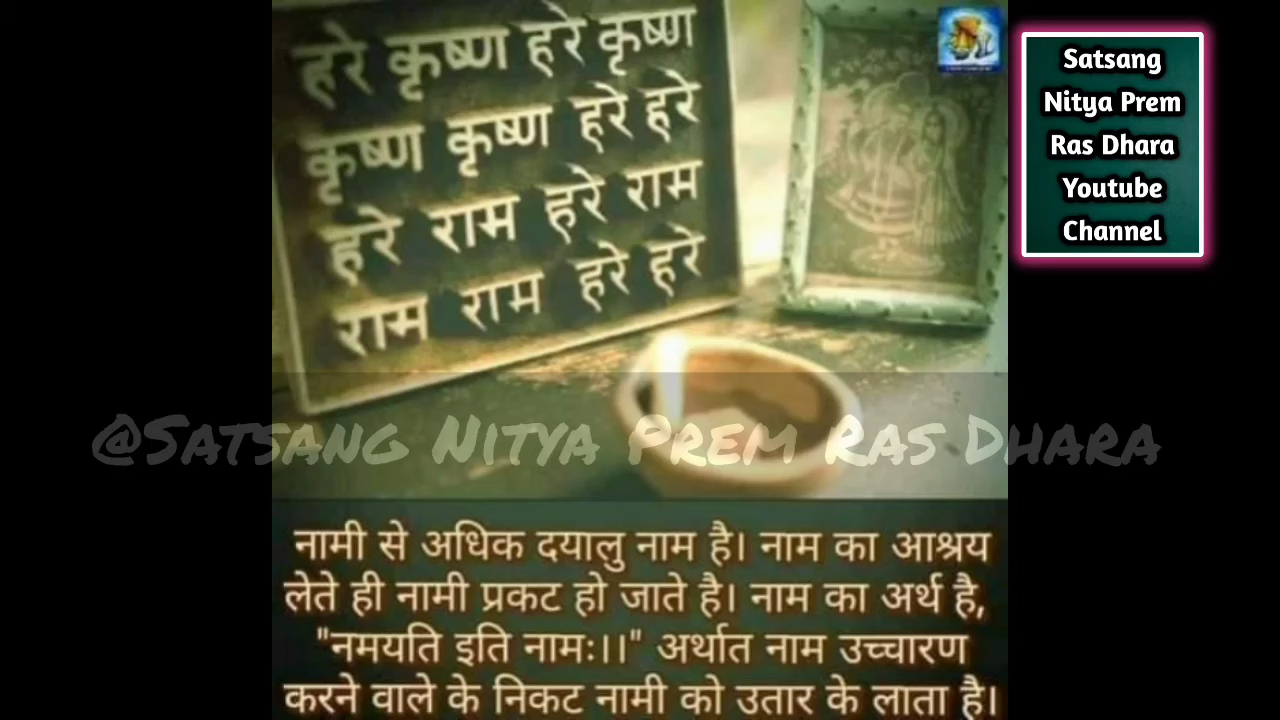 हरे कृष्ण हरे कृष्ण
कृष्ण कृष्ण हरे हरे
हरे राम हरे राम
राम राम हरे हरे
Satsang
Nitya Prem
Ras Dhara
Youtube
Channel
@Satsang Nitya Prem Ras Dhara
नामी से अधिक दयालु नाम है। नाम का आश्रय
लेते ही नामी प्रकट हो जाते है। नाम का अर्थ है,
"नमयति इति नामः।।" अर्थात नाम उच्चारण
करने वाले के निकट नामी को उतार के लाता है।